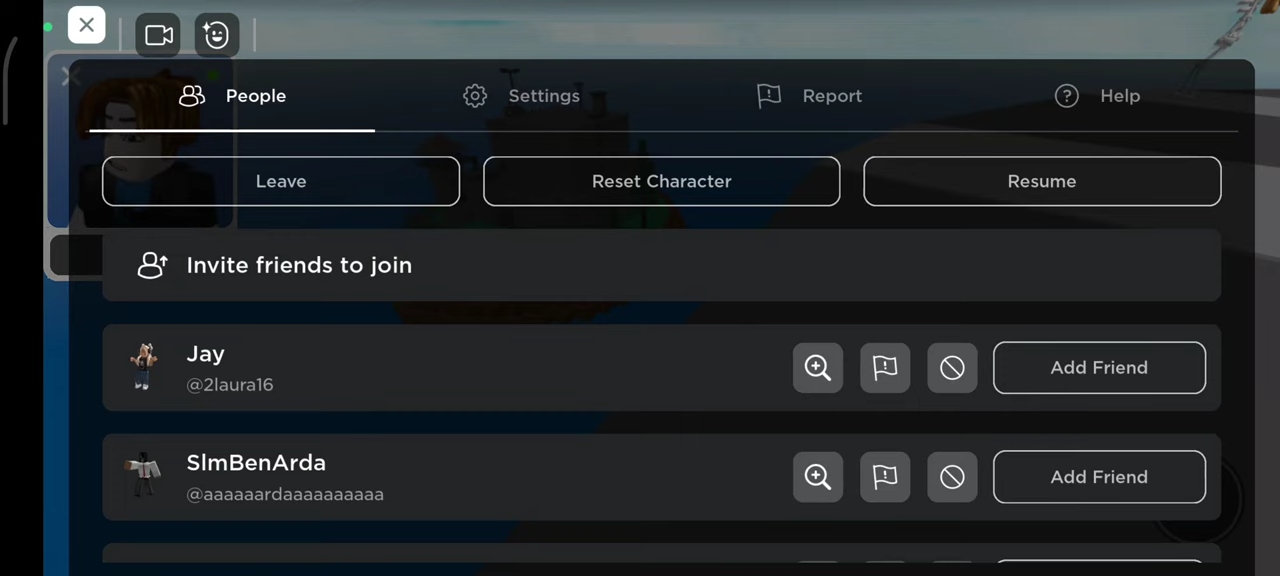 People
Settings
Report
Help
Leave
Reset Character
Resume
Invite friends to join
Jay
@2laura16
Add Friend
SlmBenArda
@aaaaaardaaaaaaaaaa
Add Friend